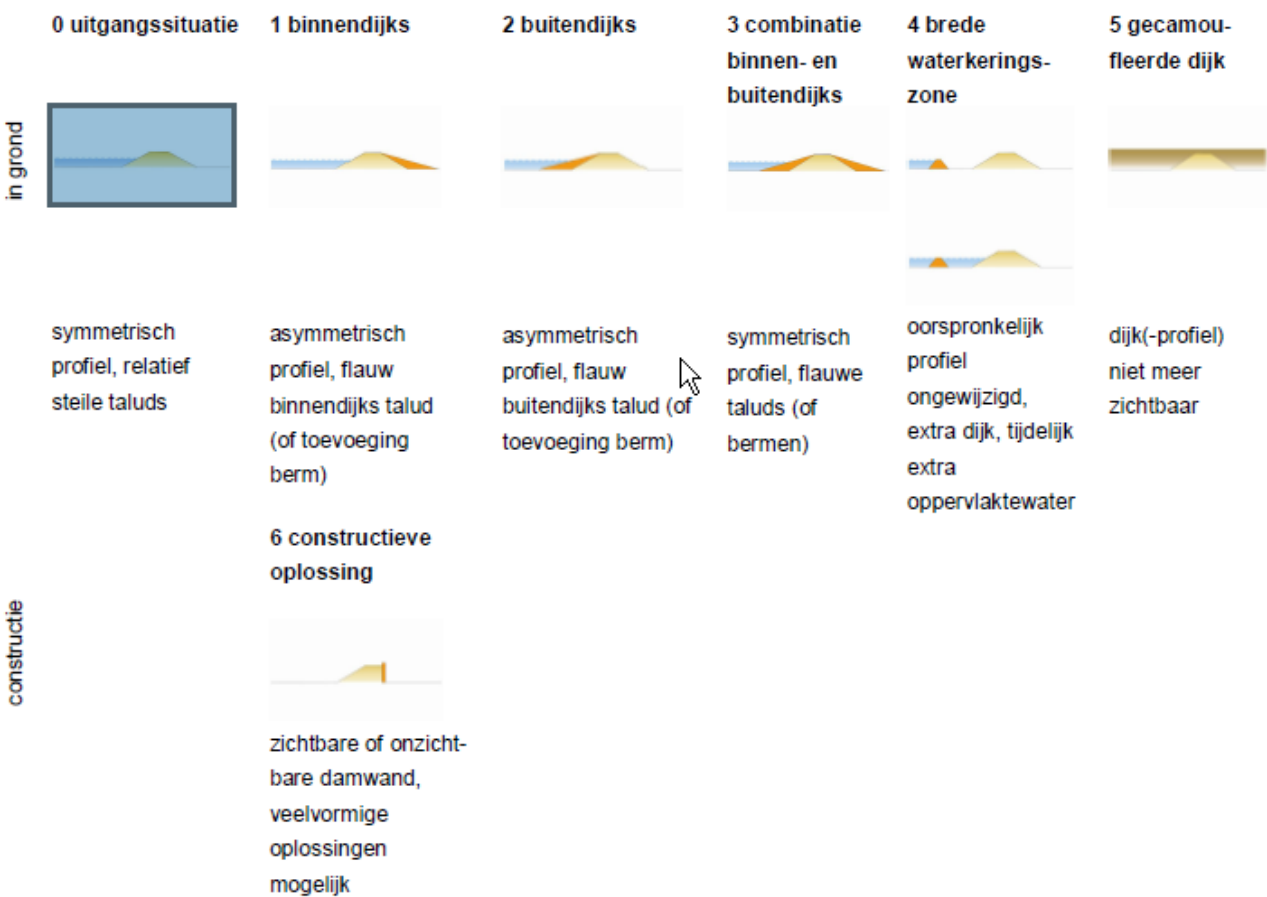 0 uitgangssituatie
1 binnendijks
2 buitendijks
3 combinatie
binnen- en
buitendijks
4 brede
waterkerings-
zone
5 gecamou-
fleerde dijk
in grond
symmetrisch
profiel, relatief
steile taluds
asymmetrisch
profiel, flauw
binnendijks talud
(of toevoeging
berm)
asymmetrisch
profiel, flauw
buitendijks talud (of
toevoeging berm)
symmetrisch
profiel, flauwe
taluds (of
bermen)
oorspronkelijk
profiel
ongewijzigd,
extra dijk, tijdelijk
extra
oppervlaktewater
dijk(-profiel)
niet meer
zichtbaar
constructie
6 constructieve
oplossing
zichtbare of onzicht-
bare damwand,
veelvormige
oplossingen
mogelijk